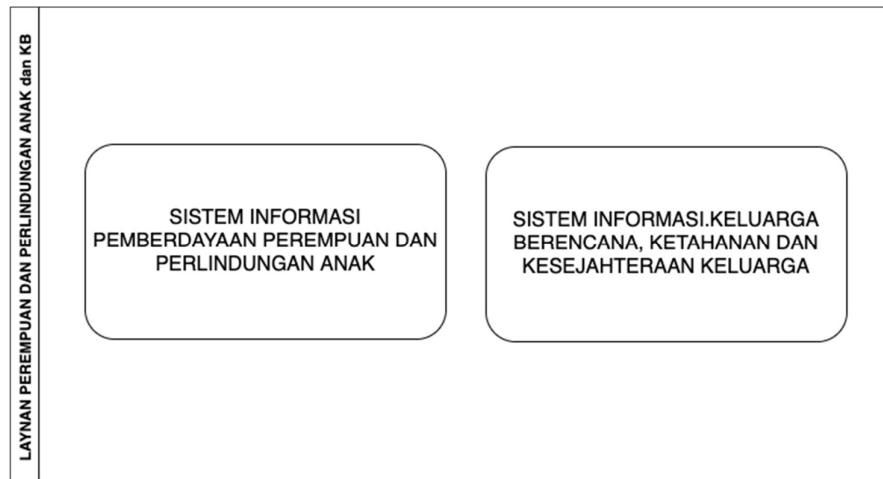 LAYNAN PEREMPUAN DAN PERLINDUNGAN ANAK dan KB
SISTEM INFORMASI
PEMBERDAYAAN PEREMPUAN DAN
PERLINDUNGAN ANAK
SISTEM INFORMASI.KELUARGA
BERENCANA, KETAHANAN DAN
KESEJAHTERAAN KELUARGA